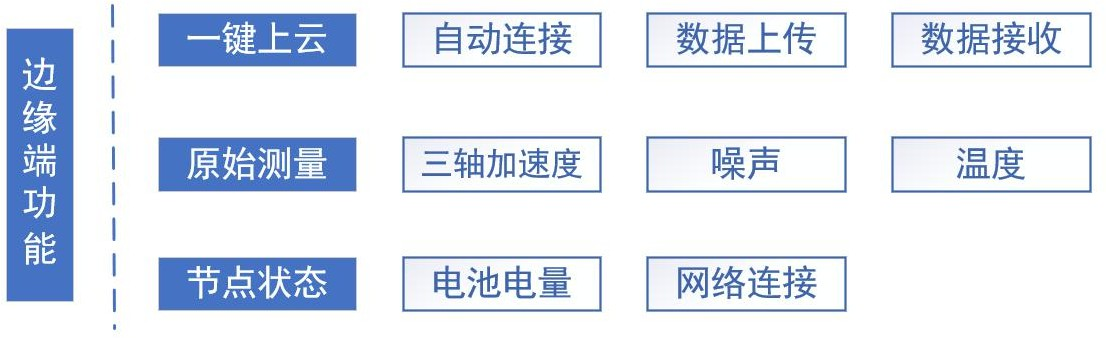 边缘端功能
一键上云 自动连接 数据上传 数据接收
原始测量 三轴加速度 噪声 温度
节点状态 电池电量 网络连接